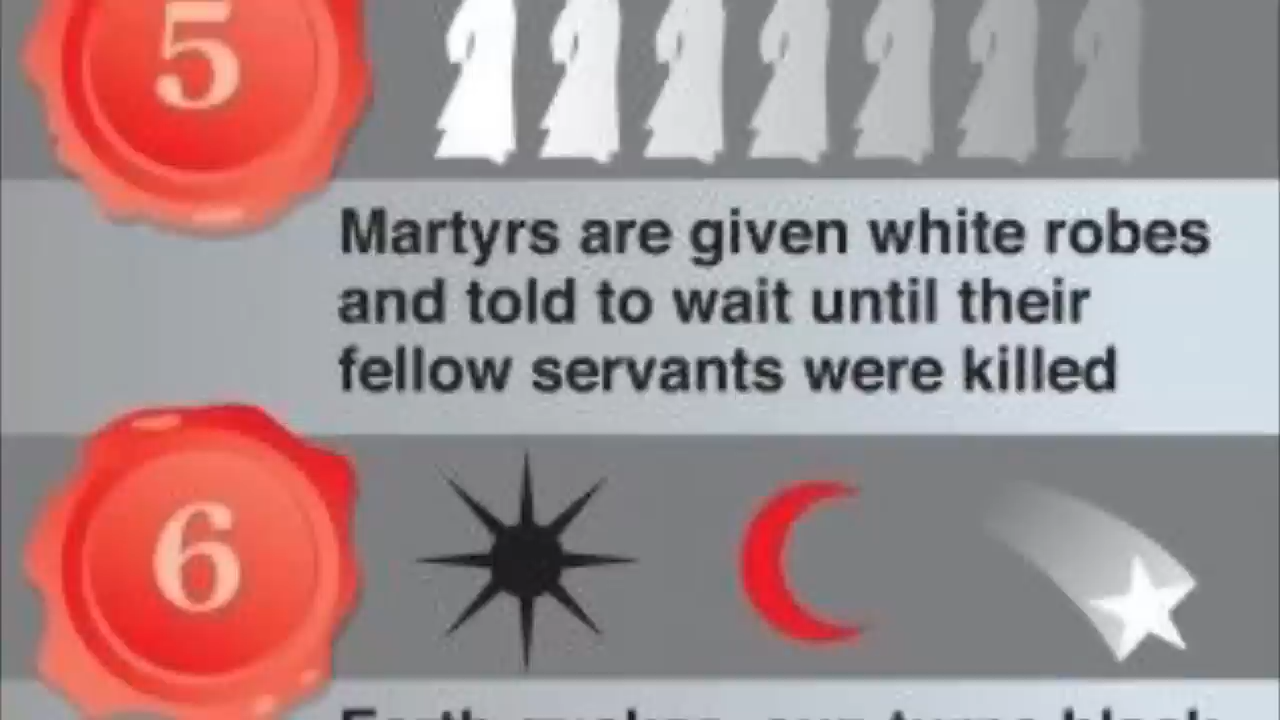 5
Martyrs are given white robes
and told to wait until their
fellow servants were killed
6